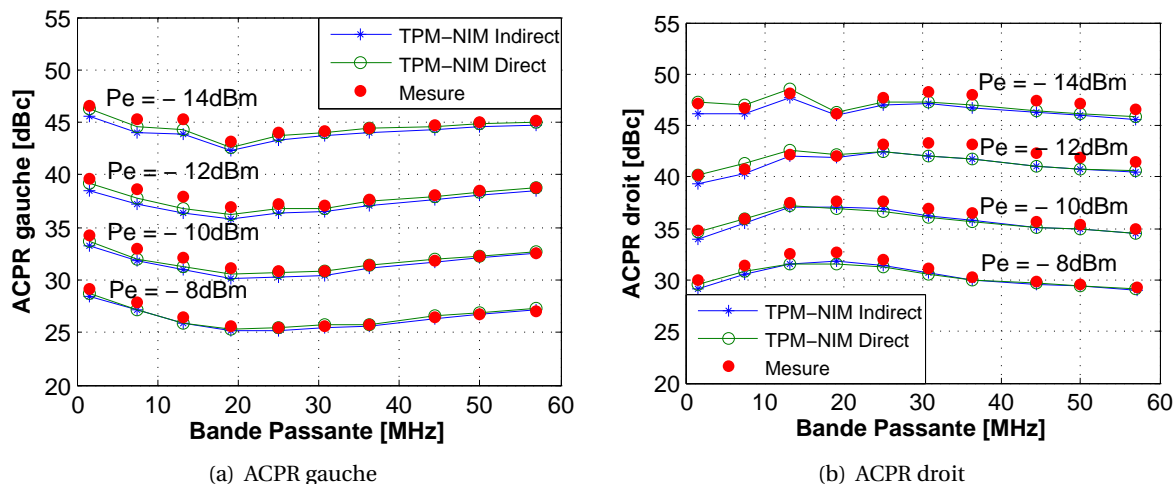 55
50
45
40
35
30
25
20
0
10
20
30
40
50
60
ACPR gauche [dBc]
Bande Passante [MHz]
TPM−NIM Indirect
TPM−NIM Direct
Mesure
Pe = − 14dBm
Pe = − 12dBm
Pe = − 10dBm
Pe = − 8dBm
(a) ACPR gauche
55
50
45
40
35
30
25
20
0
10
20
30
40
50
60
ACPR droit [dBc]
Bande Passante [MHz]
Pe = − 14dBm
Pe = − 12dBm
Pe = − 10dBm
Pe = − 8dBm
TPM−NIM Indirect
TPM−NIM Direct
Mesure
(b) ACPR droit